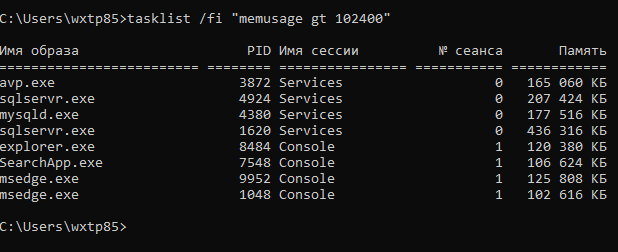 C:\Users\wxtp85>tasklist /fi "memusage gt 102400"
Имя образа                     PID Имя сессии          № сеанса       Память
========================= ======== ================ =========== ============
avp.exe                       3872 Services                   0   165 060 КБ
sqlservr.exe                  4924 Services                   0   207 424 КБ
mysqld.exe                    4380 Services                   0   177 516 КБ
sqlservr.exe                  1620 Services                   0   436 316 КБ
explorer.exe                  8484 Console                    1   120 380 КБ
SearchApp.exe                 7548 Console                    1   106 624 КБ
msedge.exe                    9952 Console                    1   125 808 КБ
msedge.exe                    1048 Console                    1   102 616 КБ
C:\Users\wxtp85>